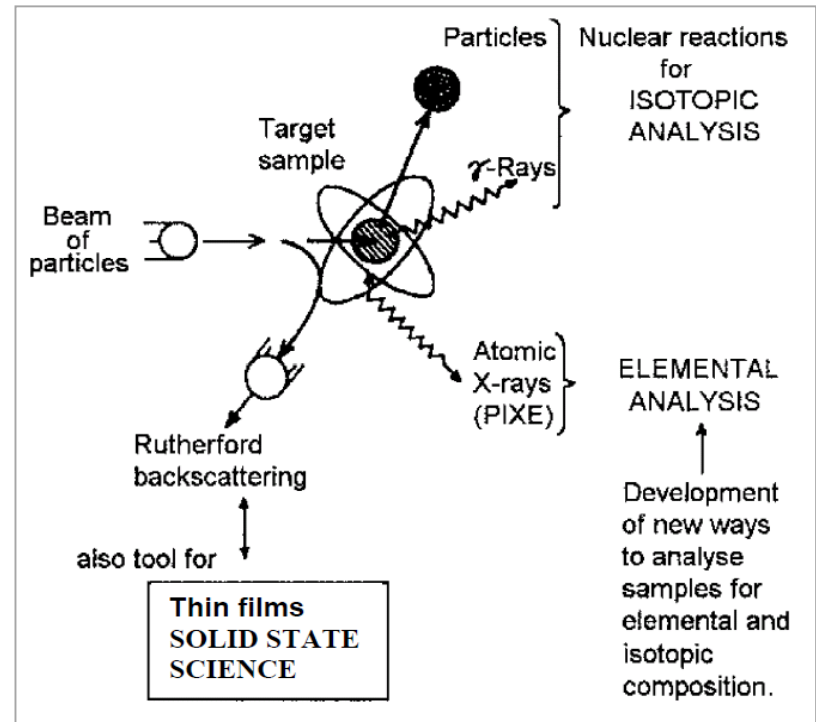 Particles
Nuclear reactions
for
ISOTOPIC
ANALYSIS
Target
sample
γ-Rays
Beam
of
particles
Atomic
X-rays
(PIXE)
ELEMENTAL
ANALYSIS
Rutherford
backscattering
Development
of new ways
to analyse
samples for
elemental and
isotopic
composition.
also tool for
Thin films
SOLID STATE
SCIENCE